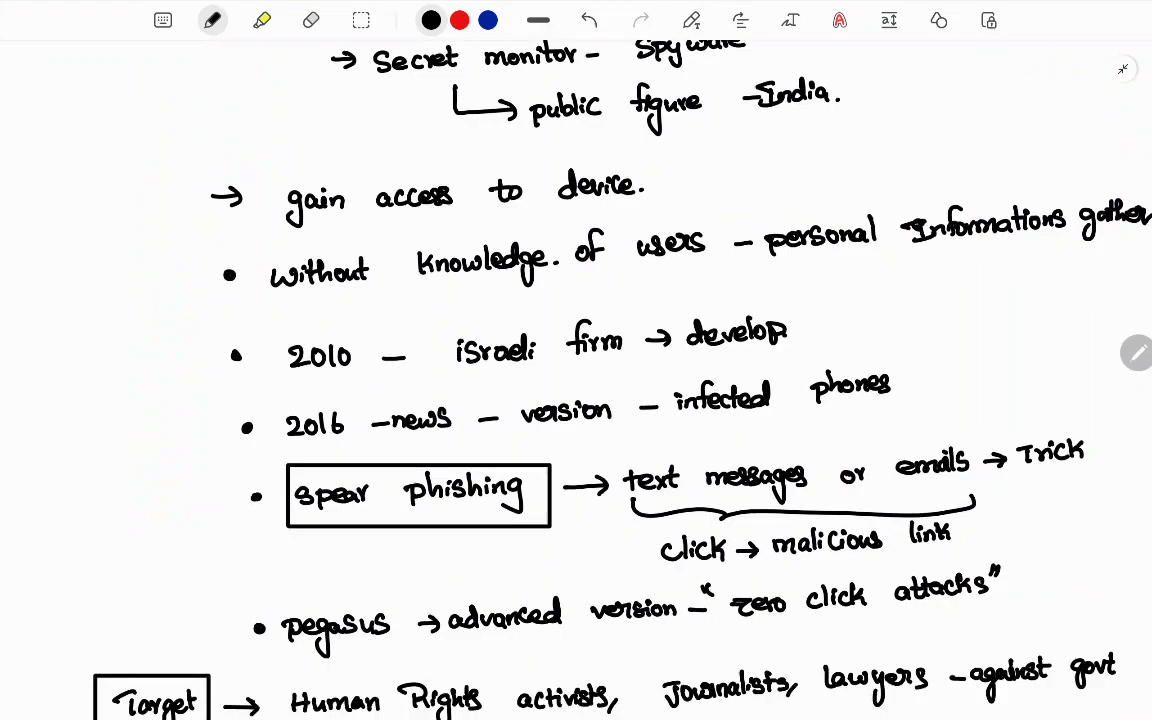 → Secret monitor - Spyware
→ public figure - India.
→ gain access to device.
• without knowledge. of users - personal Informations gather
• 2010 - israeli firm → develop
• 2016 - news - version - infected phones
• spear phishing → text messages or emails → Trick
click → malicious link
• pegasus → advanced version - "zero click attacks"
Target → Human Rights activists, Journalists, lawyers - against govt